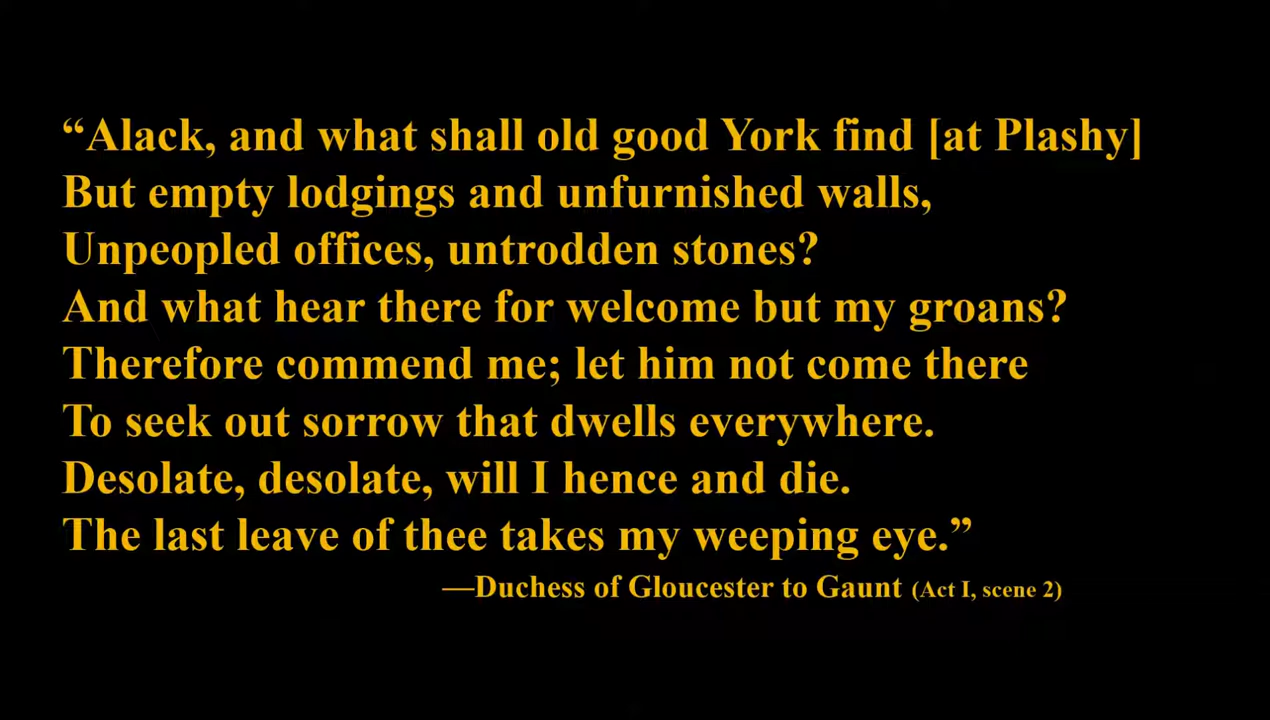 “Alack, and what shall old good York find [at Plashy]
But empty lodgings and unfurnished walls,
Unpeopled offices, untrodden stones?
And what hear there for welcome but my groans?
Therefore commend me; let him not come there
To seek out sorrow that dwells everywhere.
Desolate, desolate, will I hence and die.
The last leave of thee takes my weeping eye.”
—Duchess of Gloucester to Gaunt (Act I, scene 2)